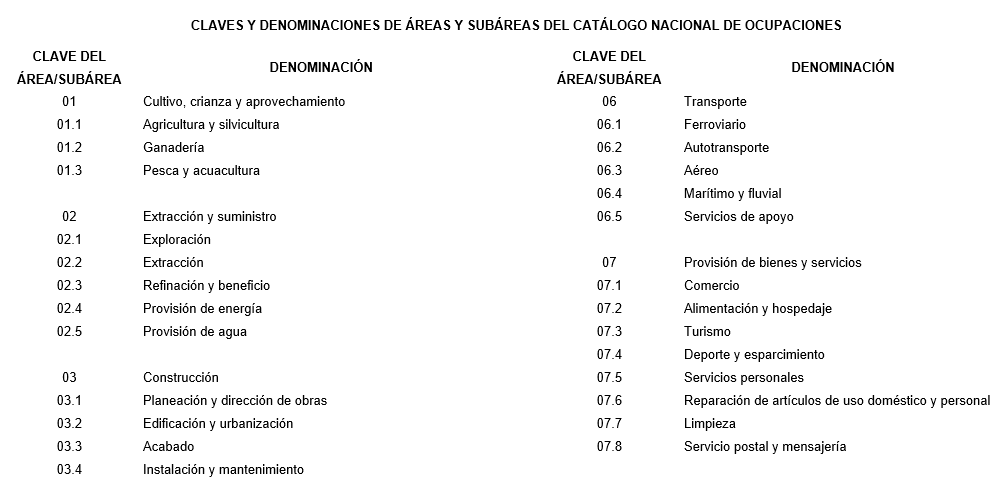 CLAVES Y DENOMINACIONES DE ÁREAS Y SUBÁREAS DEL CATÁLOGO NACIONAL DE OCUPACIONES
CLAVE DEL ÁREA/SUBÁREA DENOMINACIÓN
01 Cultivo, crianza y aprovechamiento
01.1 Agricultura y silvicultura
01.2 Ganadería
01.3 Pesca y acuacultura
02 Extracción y suministro
02.1 Exploración
02.2 Extracción
02.3 Refinación y beneficio
02.4 Provisión de energía
02.5 Provisión de agua
03 Construcción
03.1 Planeación y dirección de obras
03.2 Edificación y urbanización
03.3 Acabado
03.4 Instalación y mantenimiento
CLAVE DEL ÁREA/SUBÁREA DENOMINACIÓN
06 Transporte
06.1 Ferroviario
06.2 Autotransporte
06.3 Aéreo
06.4 Marítimo y fluvial
06.5 Servicios de apoyo
07 Provisión de bienes y servicios
07.1 Comercio
07.2 Alimentación y hospedaje
07.3 Turismo
07.4 Deporte y esparcimiento
07.5 Servicios personales
07.6 Reparación de artículos de uso doméstico y personal
07.7 Limpieza
07.8 Servicio postal y mensajería